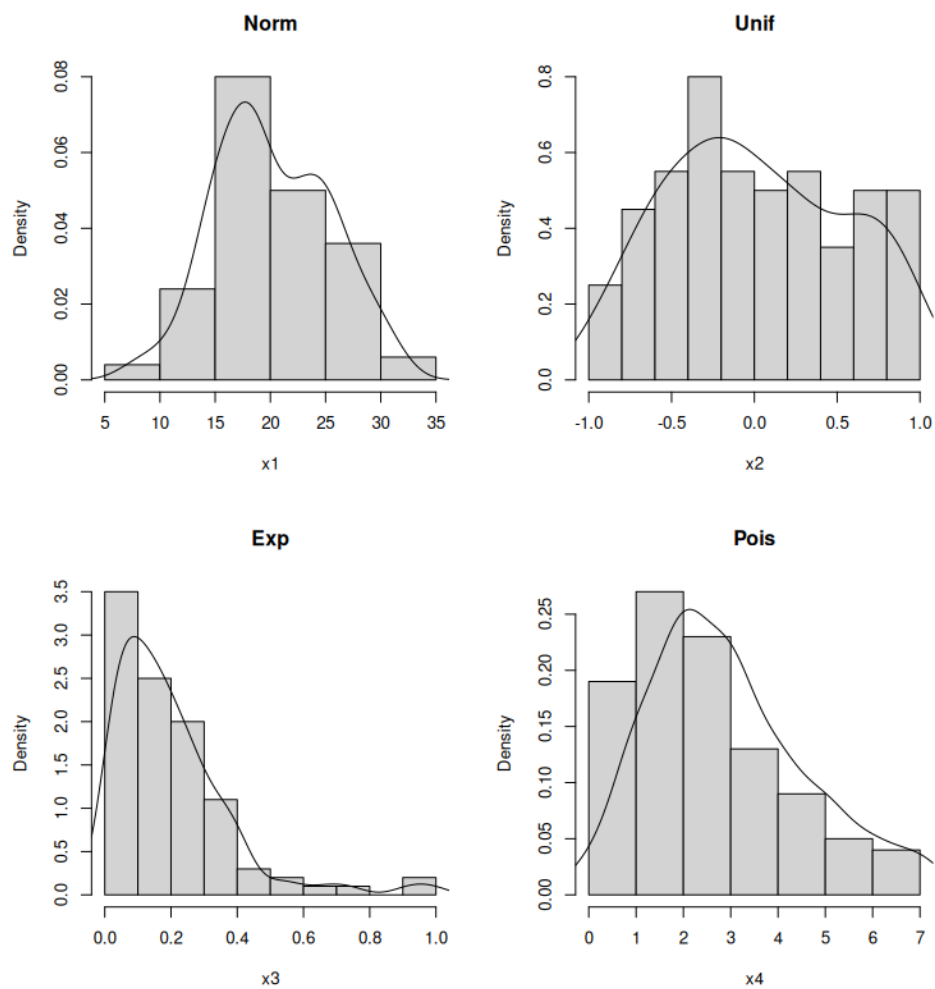 Norm
Density
0.00 0.02 0.04 0.06 0.08
5 10 15 20 25 30 35
x1
Unif
Density
0.0 0.2 0.4 0.6 0.8
-1.0 -0.5 0.0 0.5 1.0
x2
Exp
Density
0.0 0.5 1.0 1.5 2.0 2.5 3.0 3.5
0.0 0.2 0.4 0.6 0.8 1.0
x3
Pois
Density
0.00 0.05 0.10 0.15 0.20 0.25
0 1 2 3 4 5 6 7
x4